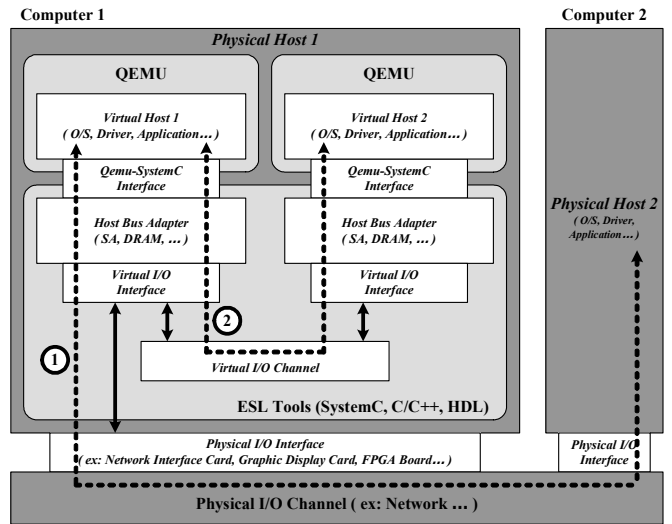 Computer 1
Computer 2
Physical Host 1
QEMU
QEMU
Virtual Host 1
( O/S, Driver, Application… )
Virtual Host 2
( O/S, Driver, Application… )
Qemu-SystemC
Interface
Qemu-SystemC
Interface
Host Bus Adapter
( SA, DRAM, … )
Host Bus Adapter
( SA, DRAM, … )
Physical Host 2
( O/S, Driver,
Application… )
Virtual I/O
Interface
Virtual I/O
Interface
2
1
Virtual I/O Channel
ESL Tools (SystemC, C/C++, HDL)
Physical I/O Interface
( ex: Network Interface Card, Graphic Display Card, FPGA Board… )
Physical I/O
Interface
Physical I/O Channel ( ex: Network … )